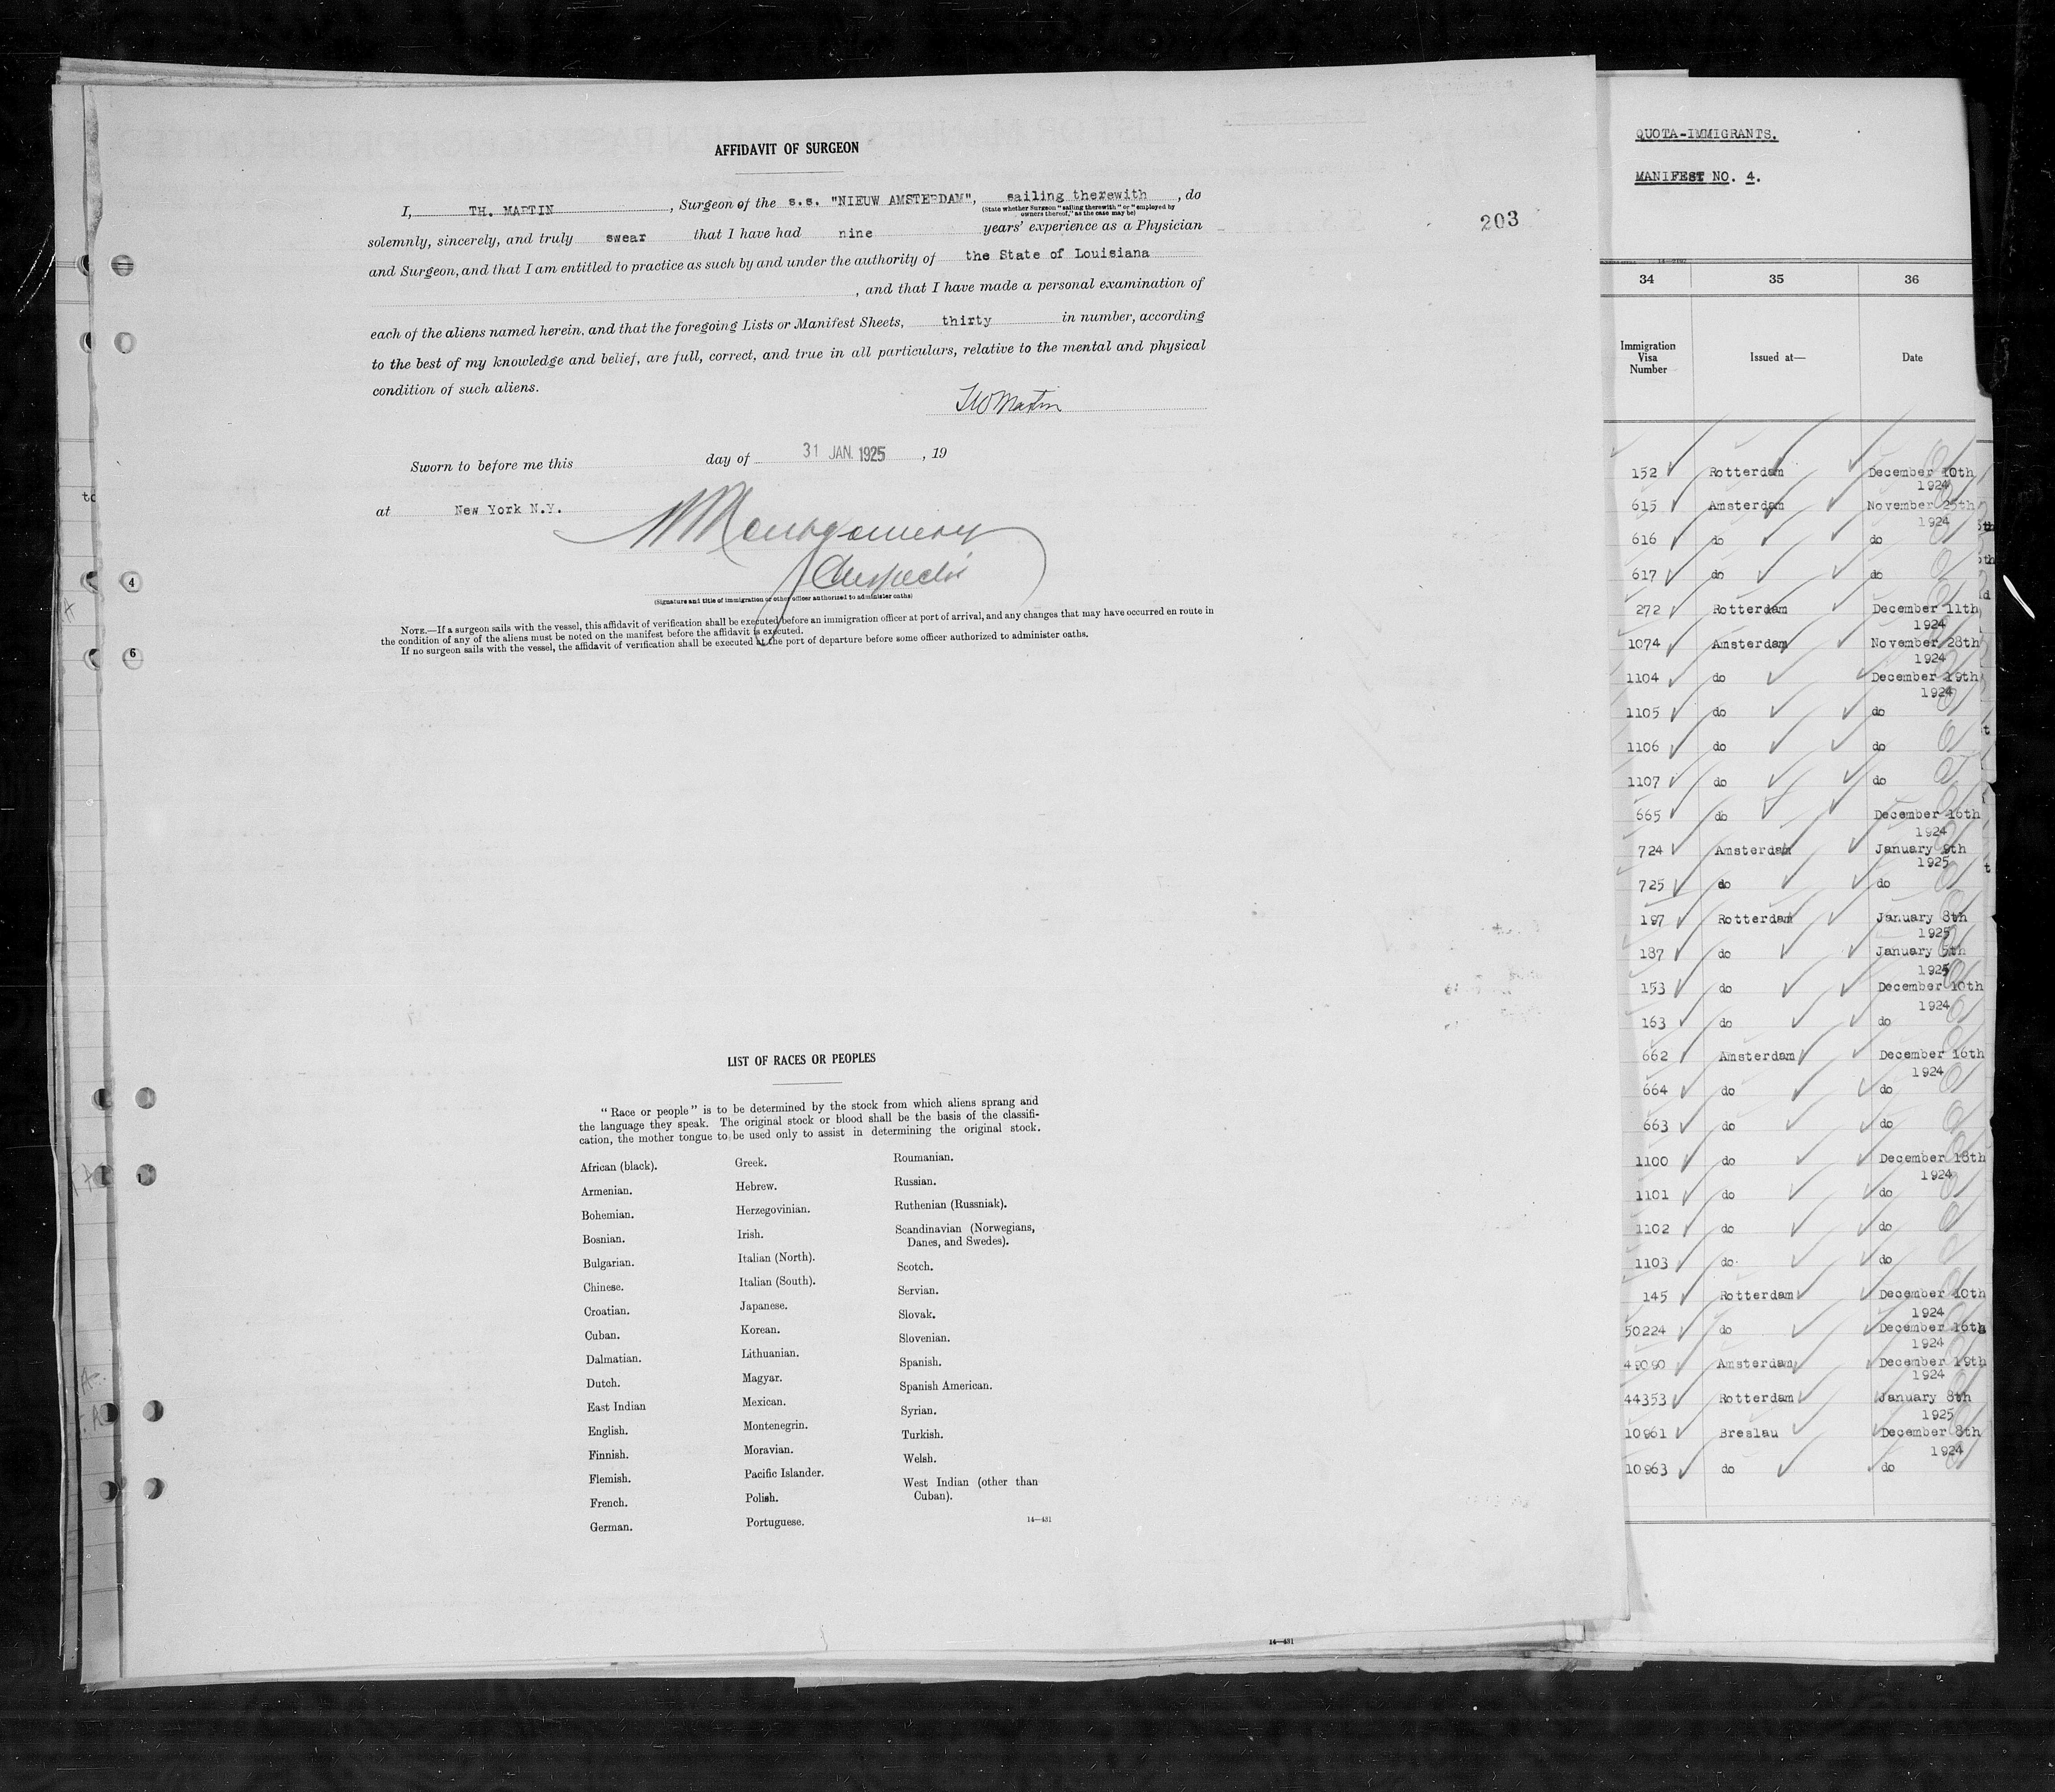 AFFIDAVIT OF SURGEON
I, TH. MARTIN, Surgeon of the s.s. "NIEUW AMSTERDAM", sailing therewith, do
(State whether Surgeon "sailing therewith" or "employed by
owners thereof," as the case may be)
solemnly, sincerely, and truly swear that I have had nine years' experience as a Physician
and Surgeon, and that I am entitled to practice as such by and under the authority of the State of Louisiana
, and that I have made a personal examination of
each of the aliens named herein, and that the foregoing Lists or Manifest Sheets, thirty in number, according
to the best of my knowledge and belief, are full, correct, and true in all particulars, relative to the mental and physical
condition of such aliens.
Sworn to before me this day of 31 JAN. 1925, 19
at New York N.Y.
Montgomery
Inspector
(Signature and title of immigration or other officer authorized to administer oaths)
NOTE.—If a surgeon sails with the vessel, this affidavit of verification shall be executed before an immigration officer at port of arrival, and any changes that may have occurred en route in
the condition of any of the aliens must be noted on the manifest before the affidavit is executed.
If no surgeon sails with the vessel, the affidavit of verification shall be executed at the port of departure before some officer authorized to administer oaths.
203
4
6
LIST OF RACES OR PEOPLES
"Race or people" is to be determined by the stock from which aliens sprang and
the language they speak. The original stock or blood shall be the basis of the classifi-
cation, the mother tongue to be used only to assist in determining the original stock.
African (black).
Armenian.
Bohemian.
Bosnian.
Bulgarian.
Chinese.
Croatian.
Cuban.
Dalmatian.
Dutch.
East Indian
English.
Finnish.
Flemish.
French.
German.
Greek.
Hebrew.
Herzegovinian.
Irish.
Italian (North).
Italian (South).
Japanese.
Korean.
Lithuanian.
Magyar.
Mexican.
Montenegrin.
Moravian.
Pacific Islander.
Polish.
Portuguese.
Roumanian.
Russian.
Ruthenian (Russniak).
Scandinavian (Norwegians,
Danes, and Swedes).
Scotch.
Servian.
Slovak.
Slovenian.
Spanish.
Spanish American.
Syrian.
Turkish.
Welsh.
West Indian (other than
Cuban).
14—431
14—431
QUOTA-IMMIGRANTS.
MANIFEST NO. 4.
34 35 36
Immigration
Visa
Number
Issued at—
Date
152 Rotterdam December 10th
1924
615 Amsterdam November 25th
1924
616 do do
617 do do
272 Rotterdam December 11th
1924
1074 Amsterdam November 28th
1924
1104 do December 19th
1924
1105 do do
1106 do do
1107 do do
665 do December 16th
1924
724 Amsterdam January 9th
1925
725 do do
197 Rotterdam January 8th
1925
187 do January 5th
1925
153 do December 10th
1924
163 do do
662 Amsterdam December 16th
1924
664 do do
663 do do
1100 do December 18th
1924
1101 do do
1102 do do
1103 do do
145 Rotterdam December 10th
1924
50224 do December 16th
1924
49090 Amsterdam December 19th
1924
44353 Rotterdam January 8th
1925
10961 Breslau December 8th
1924
10963 do do